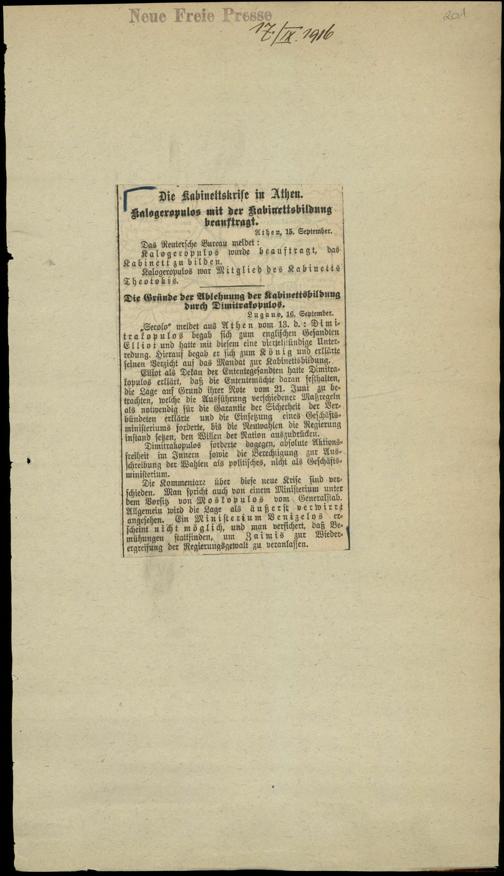 Neue Freie Presse
201
17./IX. 1916
Die Kabinettskrise in Athen.
Kalogeropulos mit der Kabinettsbildung
beauftragt.
Athen, 15. September.
Das Reutersche Bureau meldet:
Kalogeropulos wurde beauftragt, das
Kabinett zu bilden.
Kalogeropulos war Mitglied des Kabinetts
Theotokis.
Die Gründe der Ablehnung der Kabinettsbildung
durch Dimitrakopulos.
Lugano, 16. September.
„Secolo" meldet aus Athen vom 13. d.: Dimi-
trakopulos begab sich zum englischen Gesandten
Elliot und hatte mit diesem eine viertelstündige Unter-
redung. Hierauf begab er sich zum König und erklärte
seinen Verzicht auf das Mandat zur Kabinettsbildung.
Elliot als Dekan der Ententegesandten hatte Dimitra-
kopulos erklärt, daß die Ententemächte daran festhalten,
die Lage auf Grund ihrer Note vom 21. Juni zu be-
trachten, welche die Ausführung verschiedener Maßregeln
als notwendig für die Garantie der Sicherheit der Ver-
bündeten erklärte und die Einsetzung eines Geschäfts-
ministeriums forderte, bis die Neuwahlen die Regierung
instand setzen, den Willen der Nation auszudrücken.
Dimitrakopulos forderte dagegen, absolute Aktions-
freiheit im Innern sowie die Berechtigung zur Aus-
schreibung der Wahlen als politisches, nicht als Geschäfts-
ministerium.
Die Kommentare über diese neue Krise sind ver-
schieden. Man spricht auch von einem Ministerium unter
dem Vorsitz von Moskopulos vom Generalstab.
Allgemein wird die Lage als äußerst verwirrt
angesehen. Ein Ministerium Venizelos er-
scheint nicht möglich, und man versichert, daß Be-
mühungen stattfinden, um Zaimis zur Wieder-
ergreifung der Regierungsgewalt zu veranlassen.